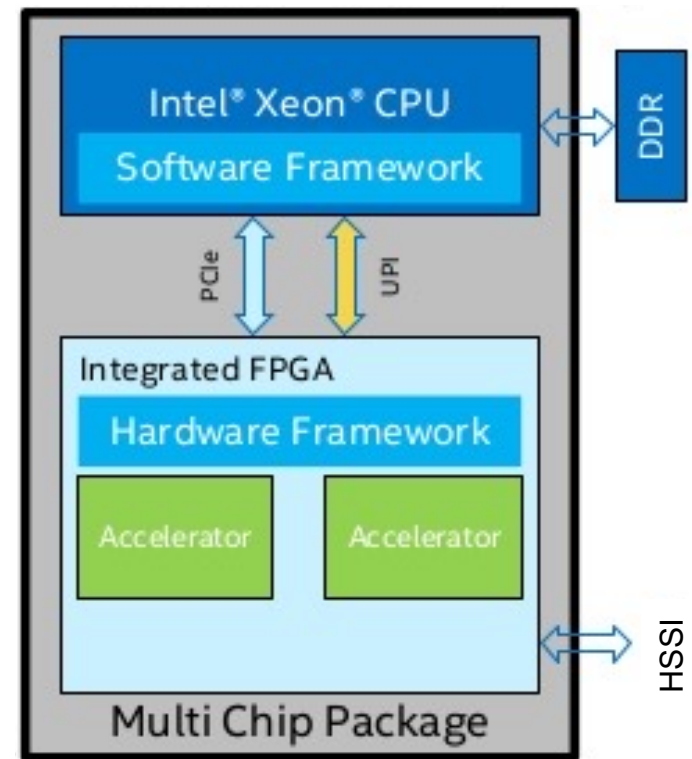 Intel® Xeon® CPU
Software Framework
DDR
PCIe
UPI
Integrated FPGA
Hardware Framework
Accelerator
Accelerator
HSSI
Multi Chip Package